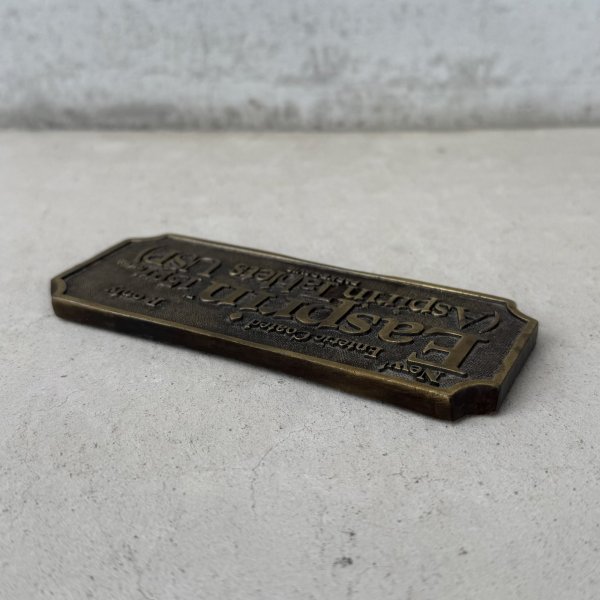 New! Enteric-Coated
Easprin
(Aspirin Tablets USP)